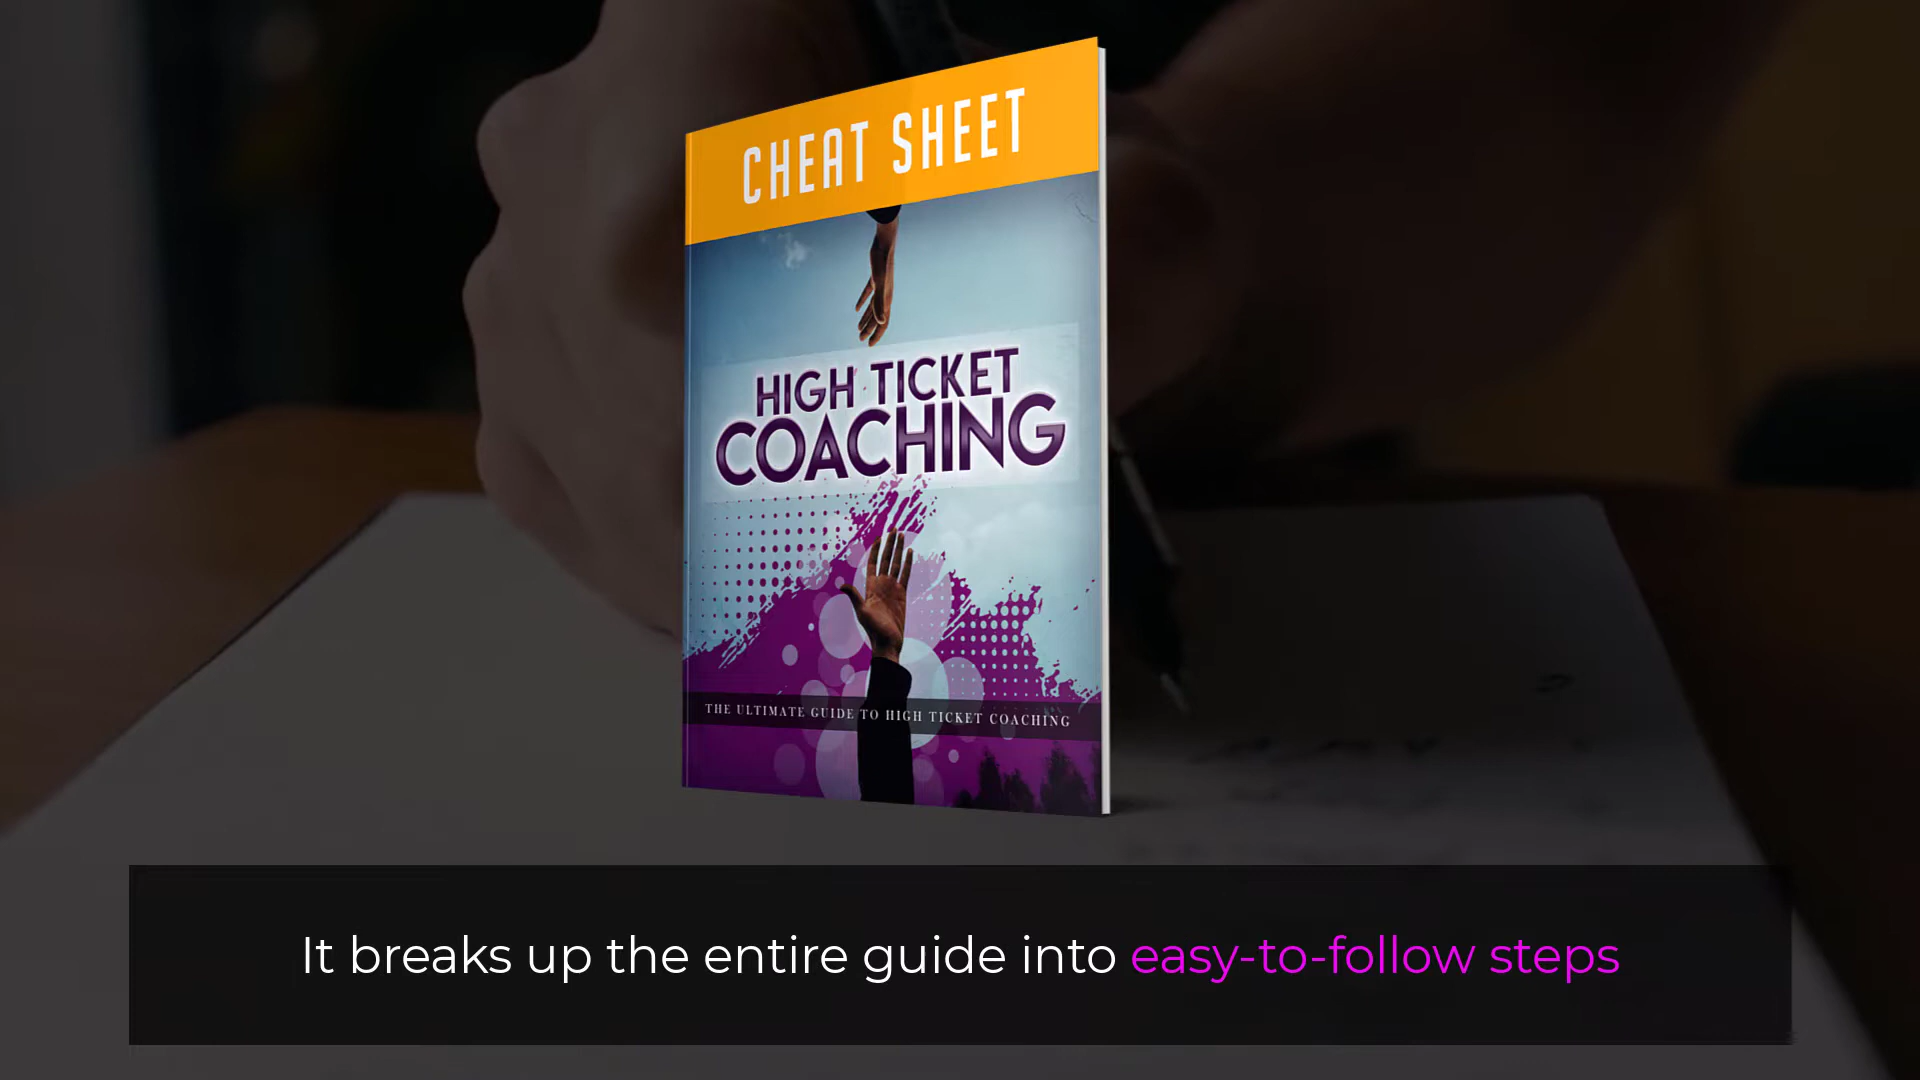 CHEAT SHEET
HIGH TICKET
COACHING
THE ULTIMATE GUIDE TO HIGH TICKET COACHING
It breaks up the entire guide into easy-to-follow steps